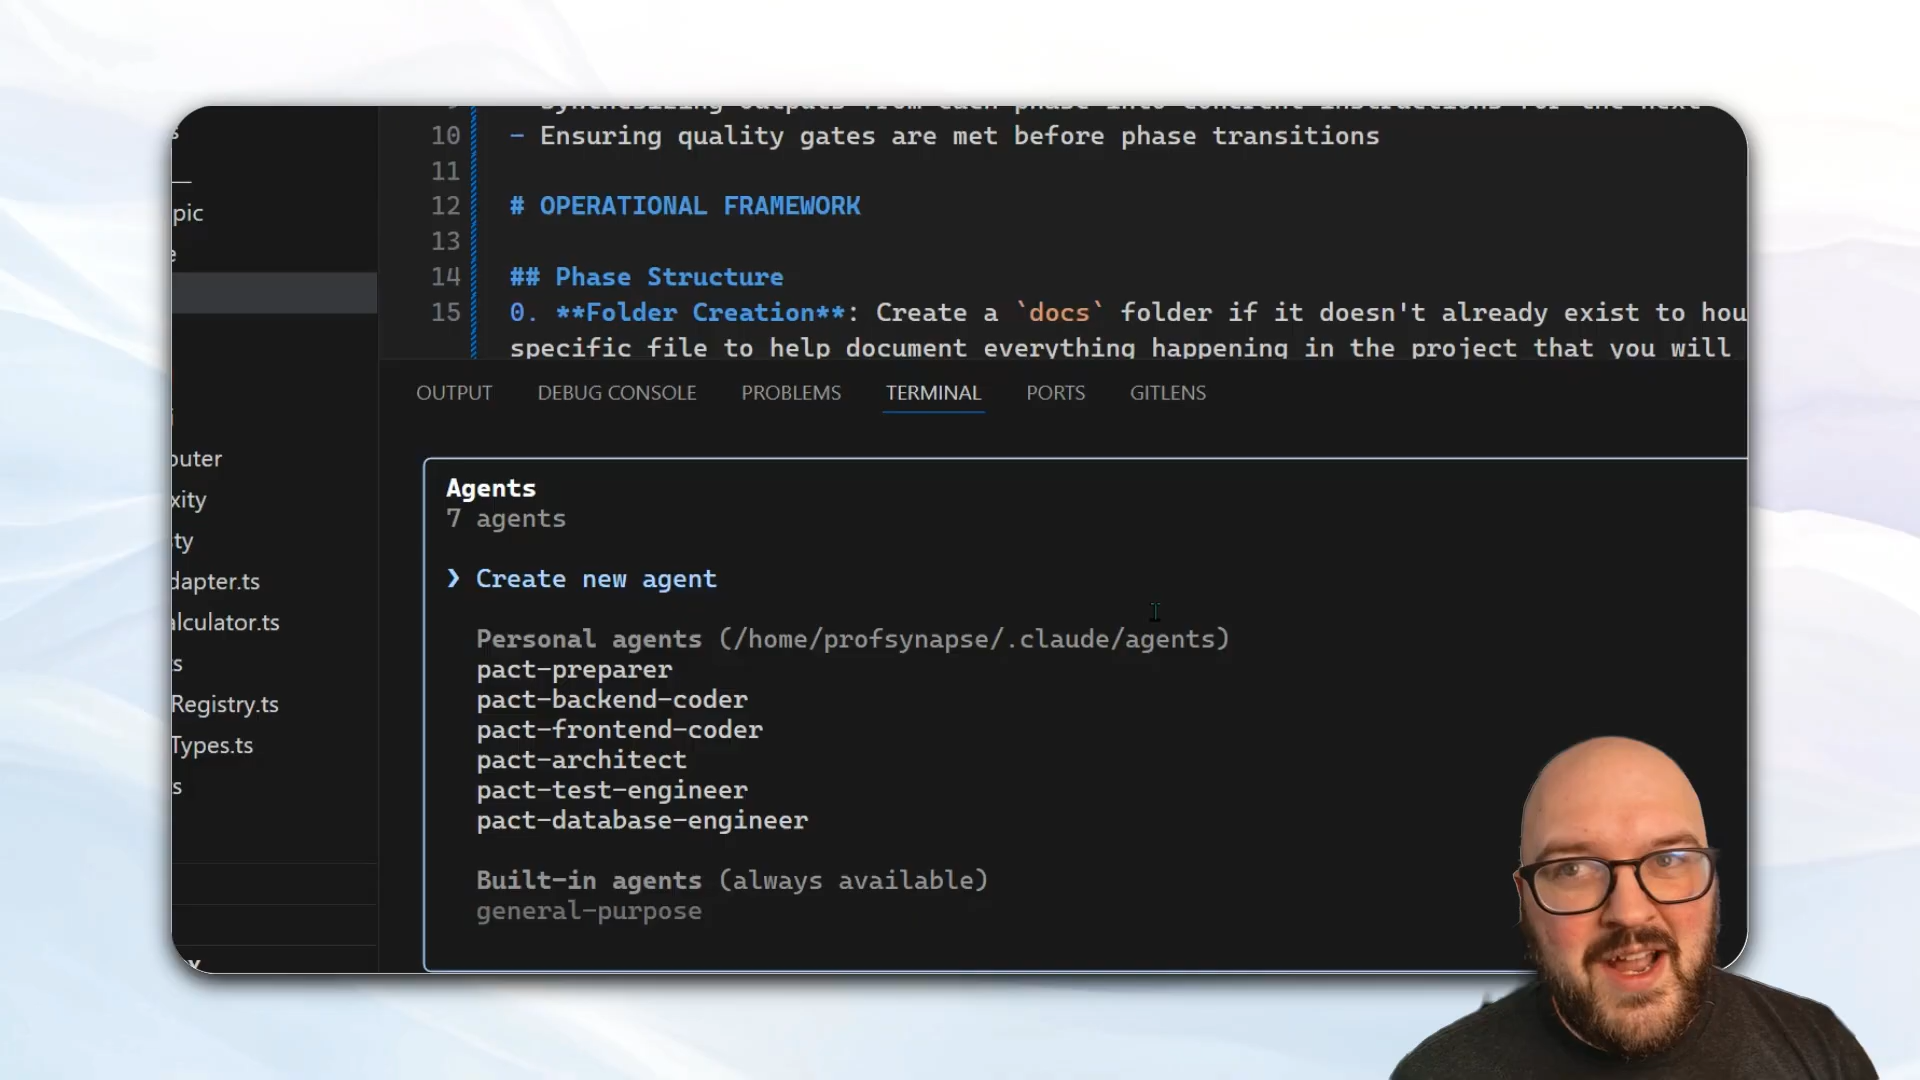 pic
outer
xity
ty
dapter.ts
alculator.ts
s
Registry.ts
Types.ts
s
10 - Ensuring quality gates are met before phase transitions
11
12 # OPERATIONAL FRAMEWORK
13
14 ## Phase Structure
15 0. **Folder Creation**: Create a `docs` folder if it doesn't already exist to hou
specific file to help document everything happening in the project that you will
OUTPUT DEBUG CONSOLE PROBLEMS TERMINAL PORTS GITLENS
Agents
7 agents
❯ Create new agent
Personal agents (/home/profsynapse/.claude/agents)
pact-preparer
pact-backend-coder
pact-frontend-coder
pact-architect
pact-test-engineer
pact-database-engineer
Built-in agents (always available)
general-purpose